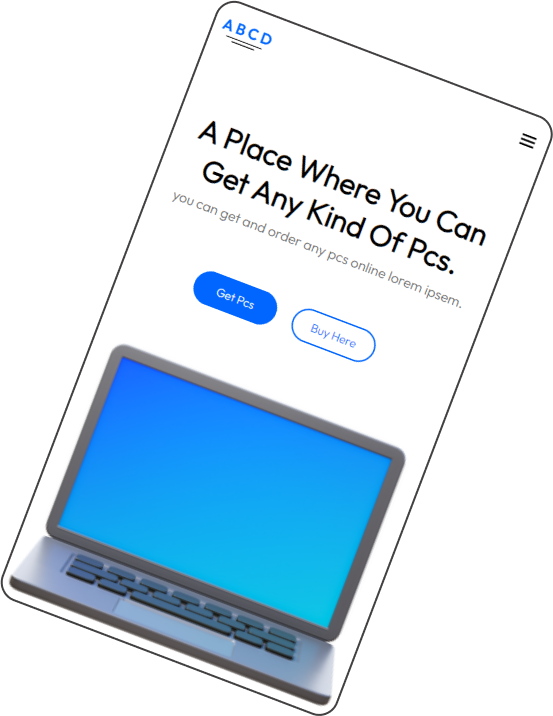 ABCD
A Place Where You Can
Get Any Kind Of Pcs.
you can get and order any pcs online lorem ipsem.
Get Pcs
Buy Here